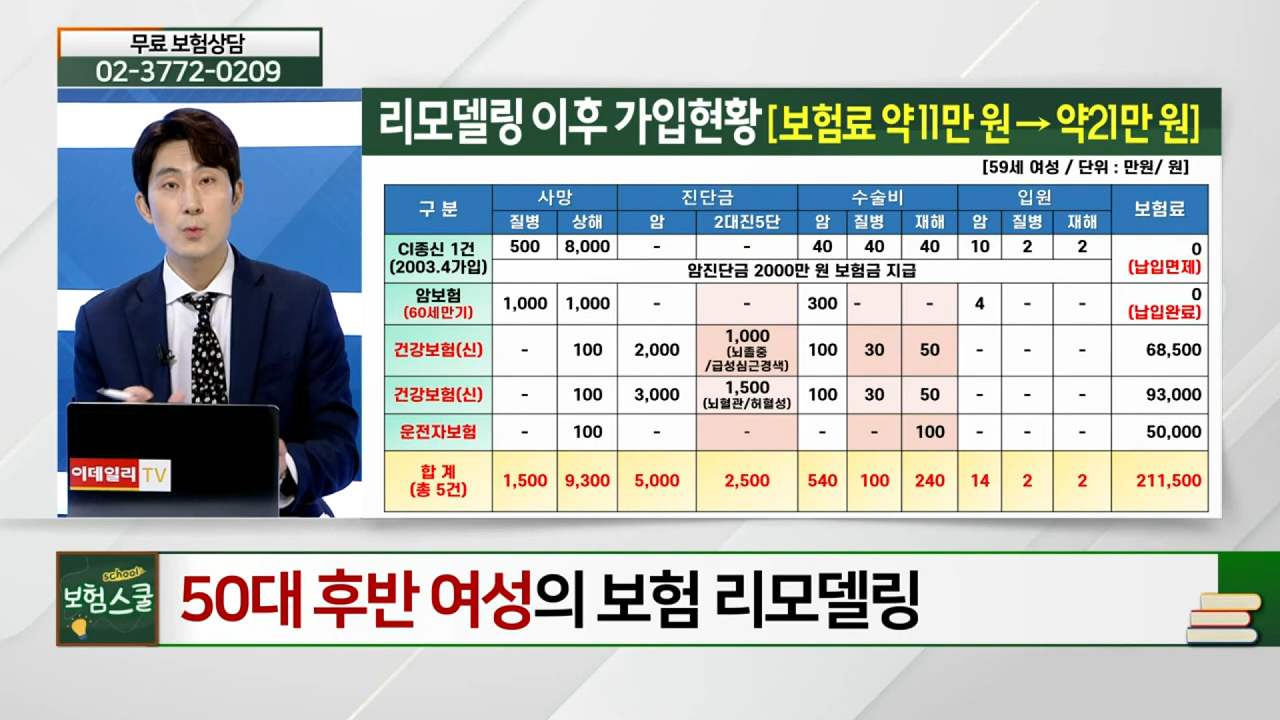 무료 보험상담
02-3772-0209
리모델링 이후 가입현황 [보험료 약 11만 원 → 약21만 원]
[59세 여성 / 단위 : 만원/ 원]
구 분 사망 진단금 수술비 입원 보험료
질병 상해 암 2대진5단 암 질병 재해 암 질병 재해
CI종신 1건 500 8,000 - - 40 40 40 10 2 2 0
(2003.4가입) 암진단금 2000만 원 보험금 지급 (납입면제)
암보험 1,000 1,000 - - 300 - - 4 - - 0
(60세만기) (납입완료)
건강보험(신) - 100 2,000 1,000 100 30 50 - - - 68,500
(뇌졸중
/급성심근경색)
건강보험(신) - 100 3,000 1,500 100 30 50 - - - 93,000
(뇌혈관/허혈성)
운전자보험 - 100 - - - - 100 - - - 50,000
합 계 1,500 9,300 5,000 2,500 540 100 240 14 2 2 211,500
(총 5건)
이데일리 TV
school
보험스쿨
50대 후반 여성의 보험 리모델링